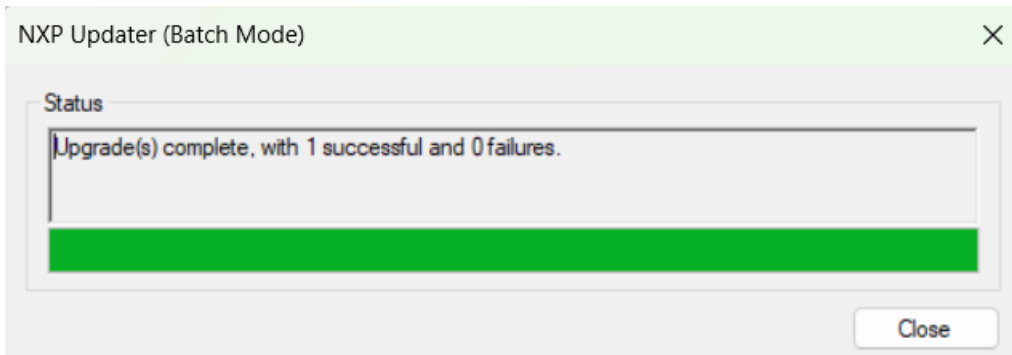 NXP Updater (Batch Mode)
Status
Upgrade(s) complete, with 1 successful and 0 failures.
Close